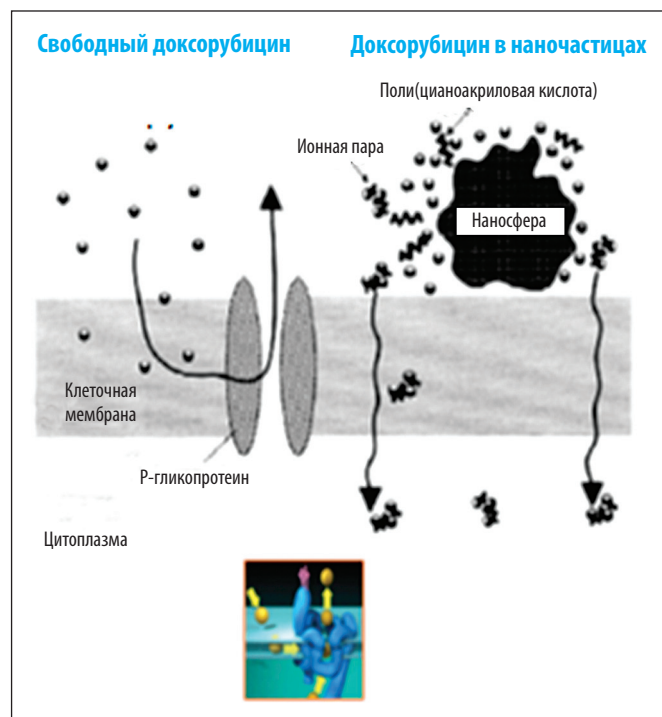 Свободный доксорубицин
Доксорубицин в наночастицах
Поли(цианоакриловая кислота)
Ионная пара
Наносфера
Клеточная
мембрана
P-гликопротеин
Цитоплазма